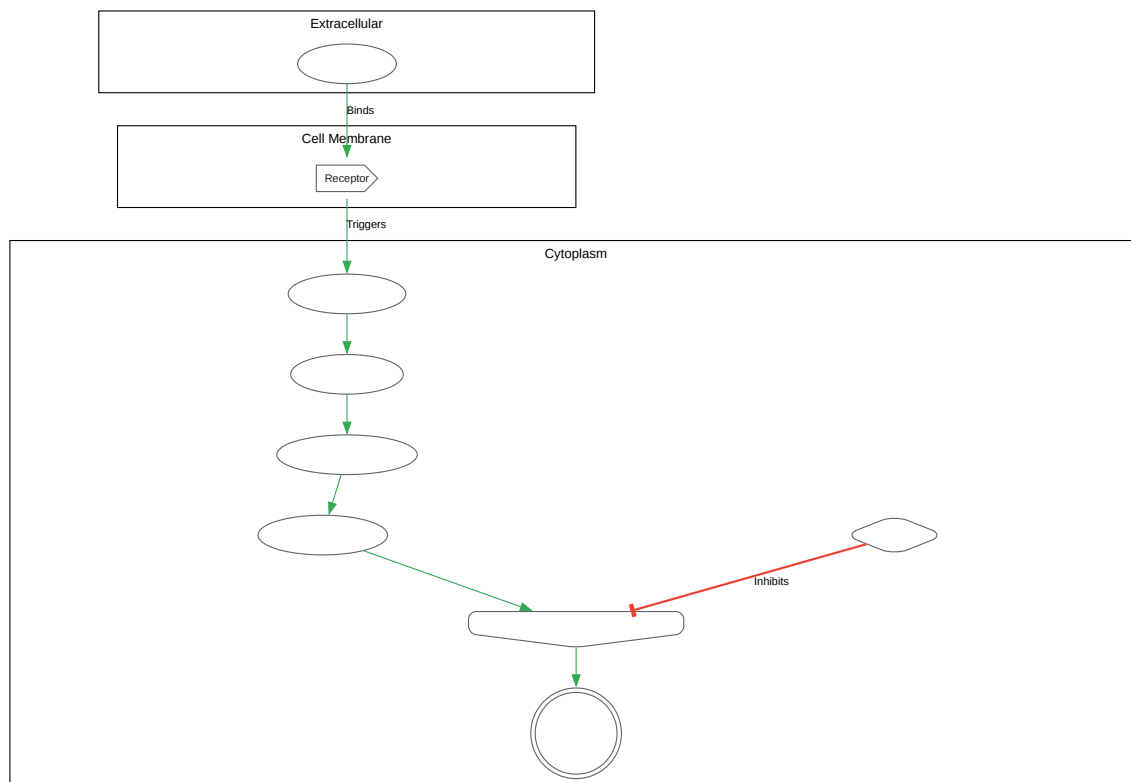 Extracellular
Binds
Cell Membrane
Receptor
Triggers
Cytoplasm
Inhibits